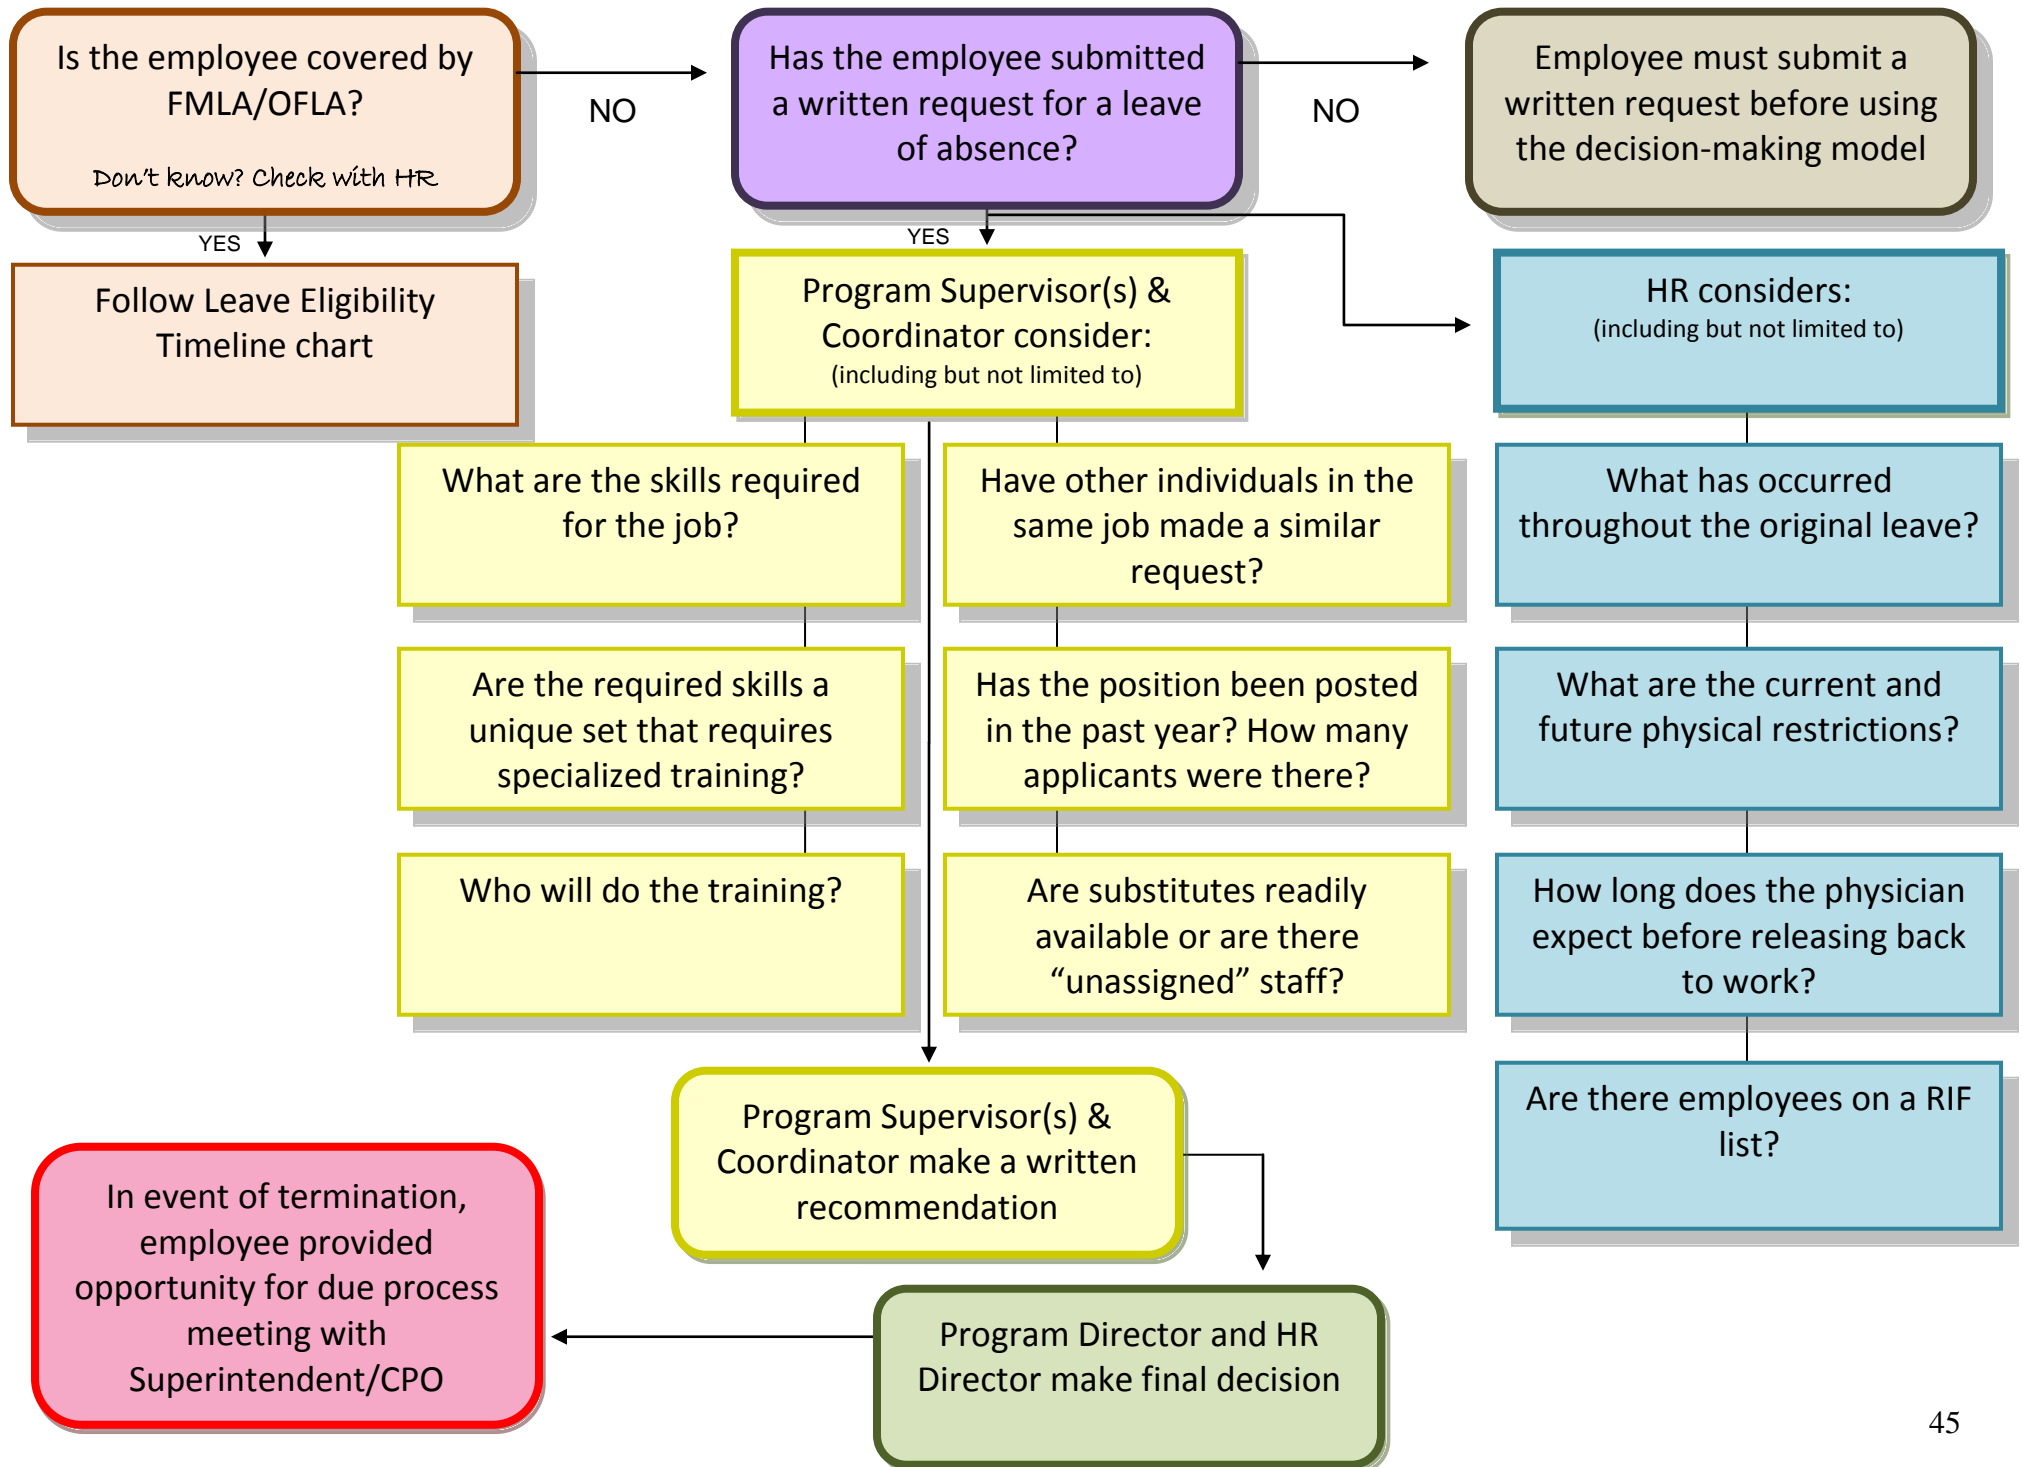 Is the employee covered by
FMLA/OFLA?
Don't know? Check with HR
NO
Has the employee submitted
a written request for a leave
of absence?
NO
Employee must submit a
written request before using
the decision-making model
YES
Follow Leave Eligibility
Timeline chart
YES
Program Supervisor(s) &
Coordinator consider:
(including but not limited to)
HR considers:
(including but not limited to)
What are the skills required
for the job?
Have other individuals in the
same job made a similar
request?
What has occurred
throughout the original leave?
Are the required skills a
unique set that requires
specialized training?
Has the position been posted
in the past year? How many
applicants were there?
What are the current and
future physical restrictions?
Who will do the training?
Are substitutes readily
available or are there
“unassigned” staff?
How long does the physician
expect before releasing back
to work?
Program Supervisor(s) &
Coordinator make a written
recommendation
Are there employees on a RIF
list?
In event of termination,
employee provided
opportunity for due process
meeting with
Superintendent/CPO
Program Director and HR
Director make final decision
45